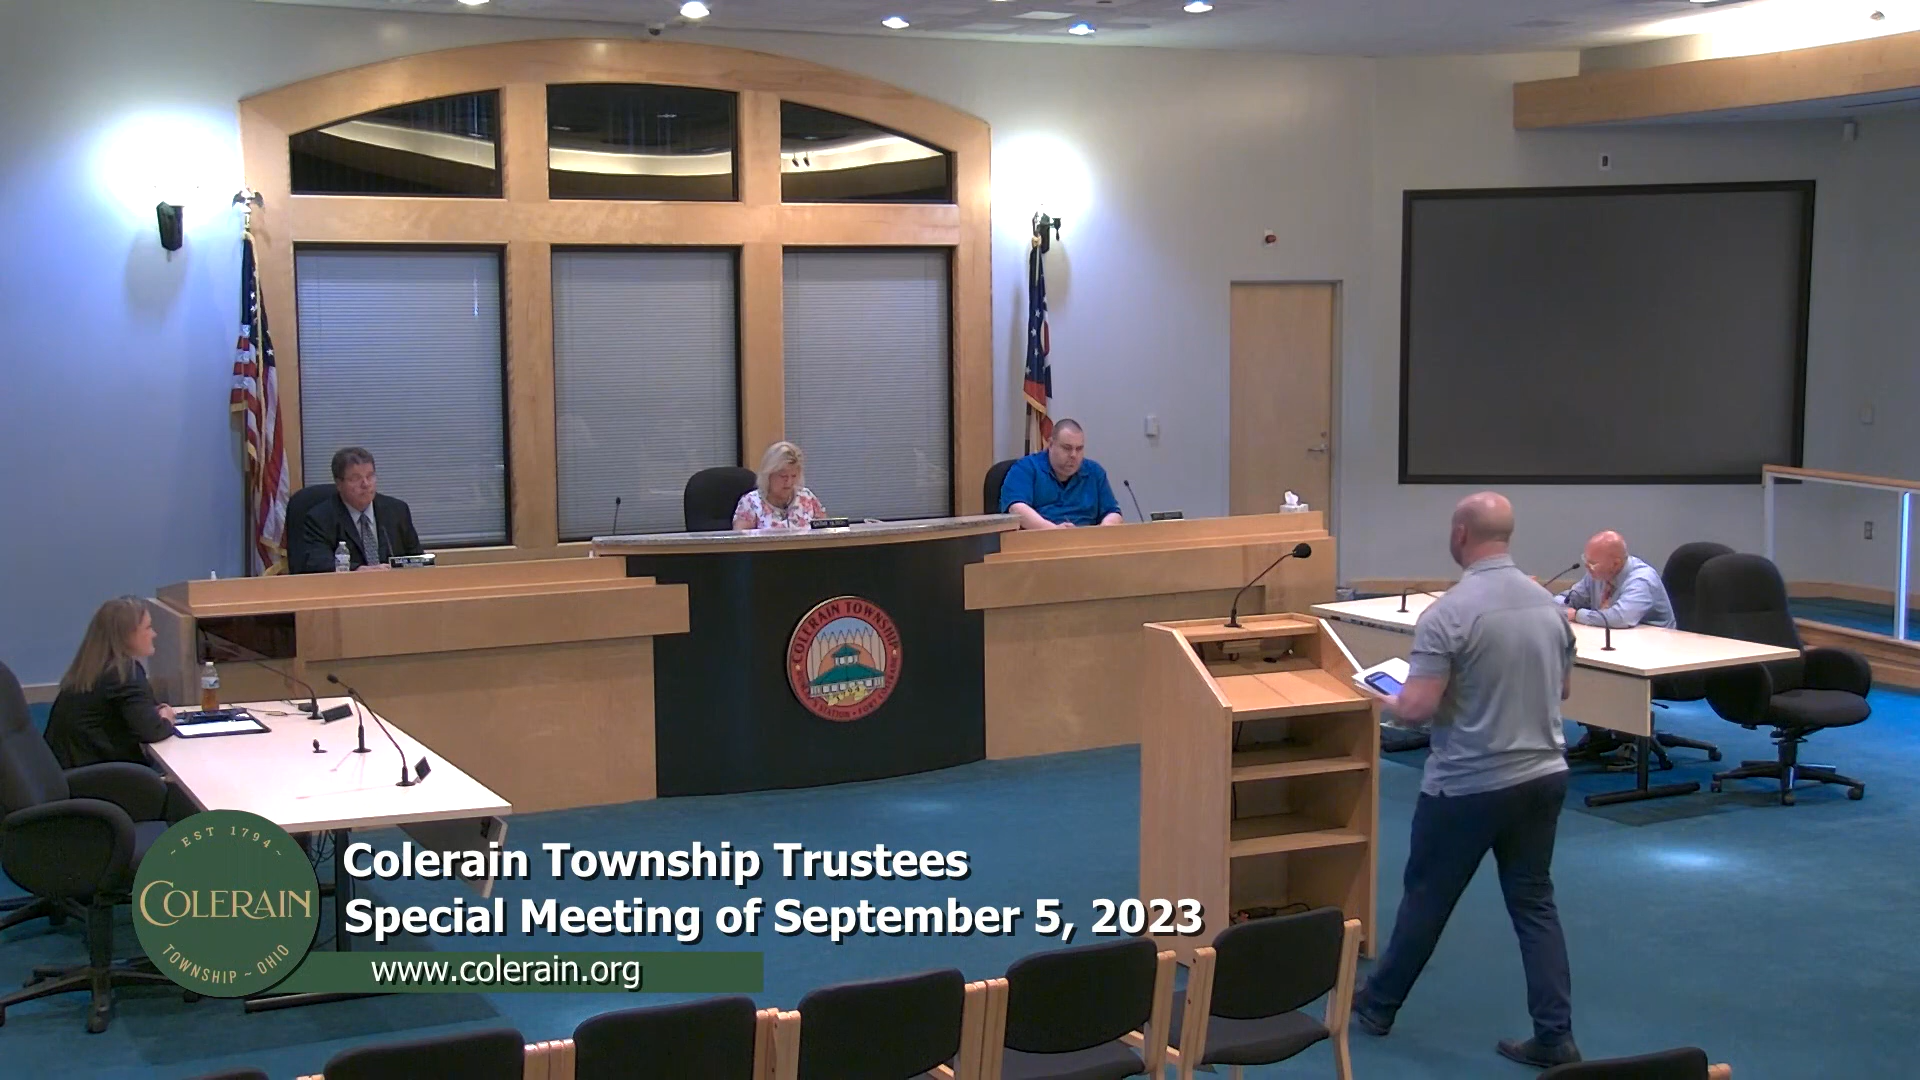 COLERAIN TOWNSHIP
~ EST 1794 ~
COLERAIN
TOWNSHIP ~ OHIO
Colerain Township Trustees
Special Meeting of September 5, 2023
www.colerain.org